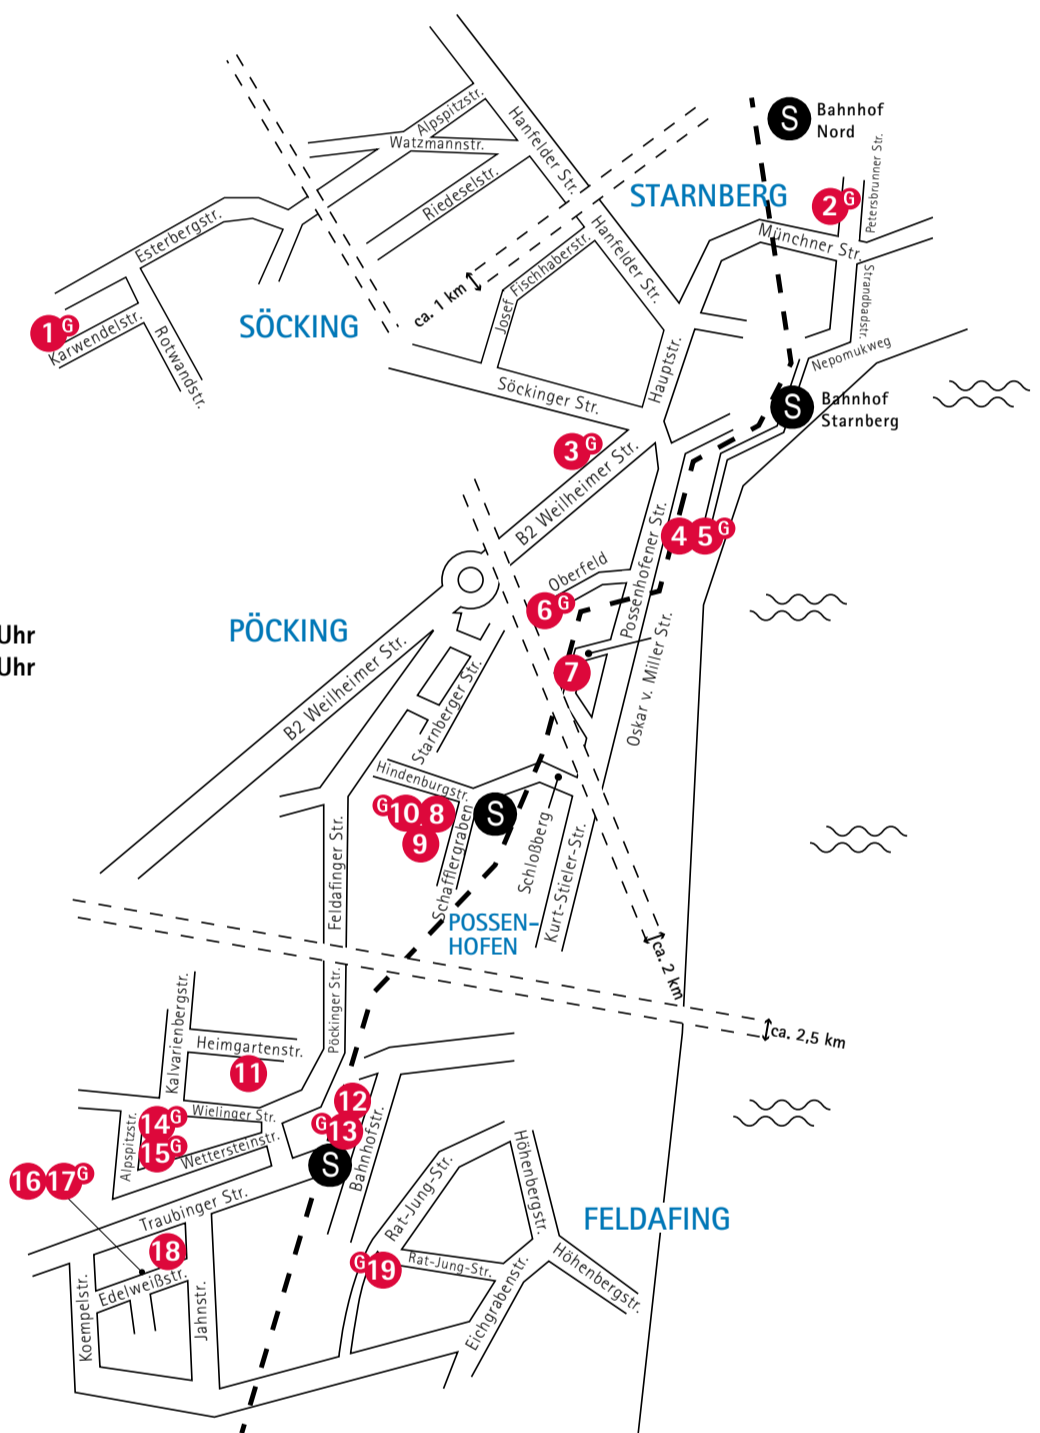 Bahnhof
Nord
S
STARNBERG
2 G
Petersbrunner Str.
Münchner Str.
Strandbadstr.
Nepomukweg
S
Bahnhof
Starnberg
Alpspitzstr.
Watzmannstr.
Riedeselstr.
Hanfelder Str.
Hanfelder Str.
Josef Fischhaberstr.
ca. 1 km
Esterbergstr.
1 G
Karwendelstr.
Rotwandstr.
SÖCKING
Söckinger Str.
Hauptstr.
3 G
B2 Weilheimer Str.
4 5 G
Possenhofener Str.
Oberfeld
6 G
7
Oskar v. Miller Str.
Uhr
Uhr
PÖCKING
B2 Weilheimer Str.
Starnberger Str.
Hindenburgstr.
G 10 8
9
S
Schafflergraben
Schloßberg
Kurt-Stieler-Str.
POSSEN-
HOFEN
Feldafinger Str.
ca. 2 km
ca. 2,5 km
Pöckinger Str.
Kalvarienbergstr.
Heimgartenstr.
11
Wielinger Str.
12
G 13
S
Bahnhofstr.
14 G
15 G
Alpspitzstr.
Wettersteinstr.
16 17 G
Traubinger Str.
18
Edelweißstr.
Koempelstr.
Jahnstr.
Rat-Jung-Str.
Rat-Jung-Str.
G 19
Höhenbergstr.
Höhenbergstr.
Eichgrabenstr.
FELDAFING